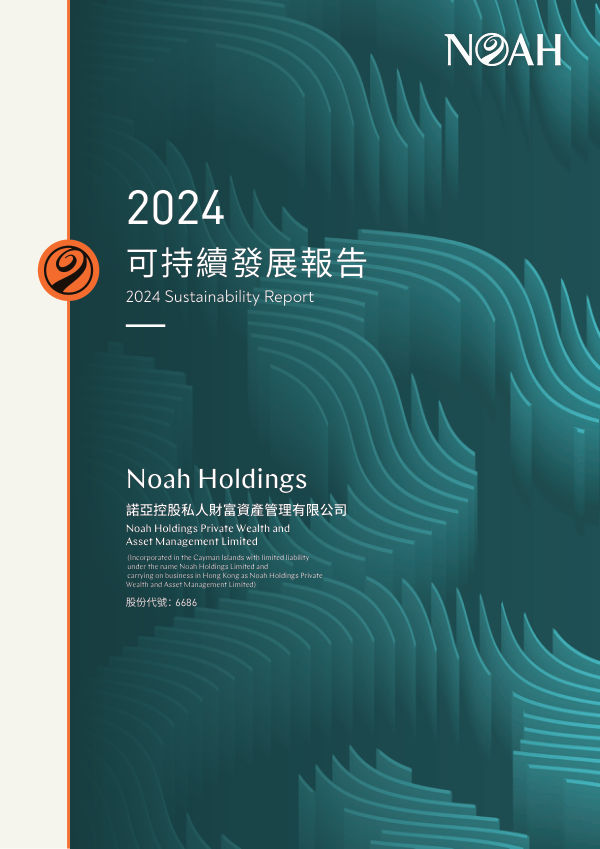 NOAH
2024
可持續發展報告
2024 Sustainability Report
Noah Holdings
諾亞控股私人財富資產管理有限公司
Noah Holdings Private Wealth and
Asset Management Limited
(Incorporated in the Cayman Islands with limited liability
under the name Noah Holdings Limited and
carrying on business in Hong Kong as Noah Holdings Private
Wealth and Asset Management Limited)
股份代號: 6686